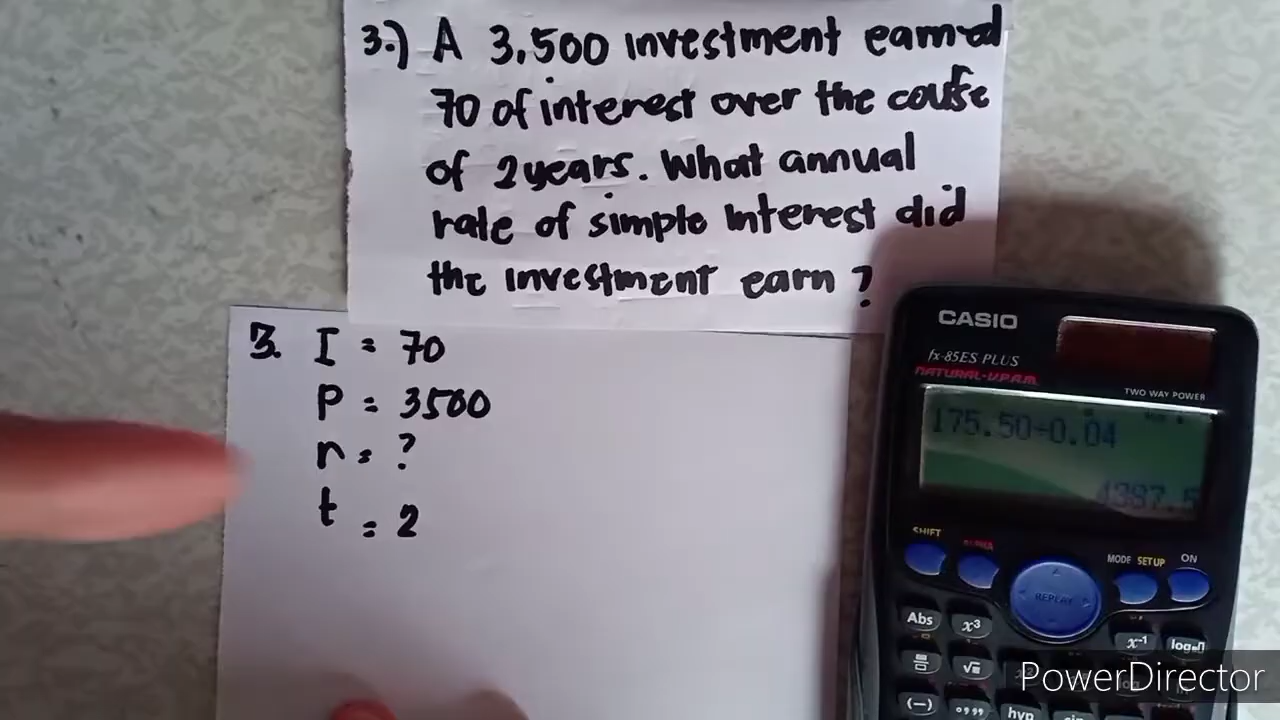 3.) A 3,500 investment earned
70 of interest over the course
of 2 years. What annual
rate of simple interest did
the investment earn?
3. I = 70
P = 3500
r = ?
t = 2
CASIO
fx-85ES PLUS
NATURAL-V.P.A.M.
TWO WAY POWER
175.50÷0.04
4387.5
SHIFT
ALPHA
MODE SETUP
ON
REPLAY
Abs
x³
x⁻¹
log
√
(−)
hyp
sin
PowerDirector